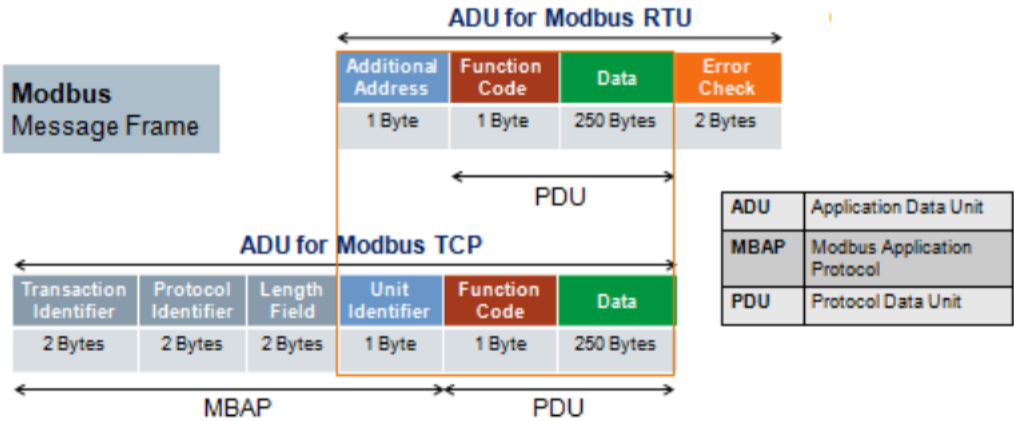 ADU for Modbus RTU
Modbus
Message Frame
Additional Address
Function Code
Data
Error Check
1 Byte
1 Byte
250 Bytes
2 Bytes
PDU
ADU for Modbus TCP
Transaction Identifier
Protocol Identifier
Length Field
Unit Identifier
Function Code
Data
2 Bytes
2 Bytes
2 Bytes
1 Byte
1 Byte
250 Bytes
MBAP
PDU
ADU
Application Data Unit
MBAP
Modbus Application
Protocol
PDU
Protocol Data Unit